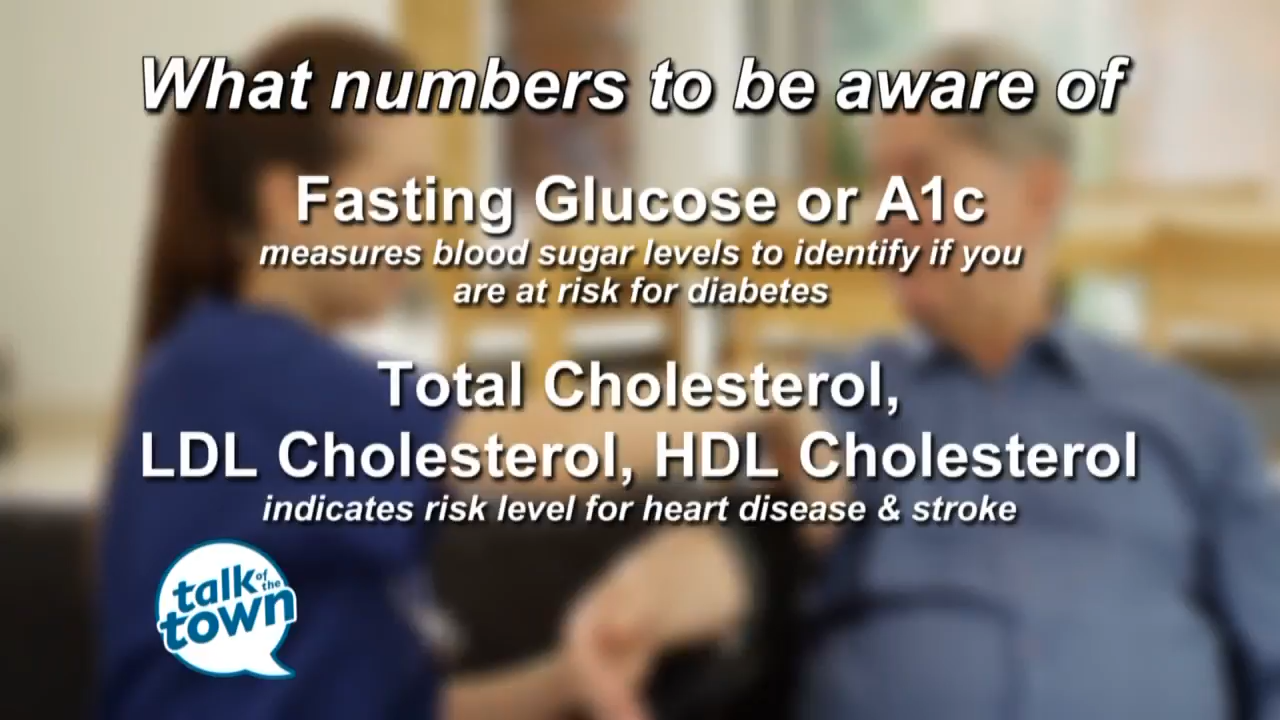 What numbers to be aware of
Fasting Glucose or A1c
measures blood sugar levels to identify if you
are at risk for diabetes
Total Cholesterol,
LDL Cholesterol, HDL Cholesterol
indicates risk level for heart disease & stroke
talk of the
town